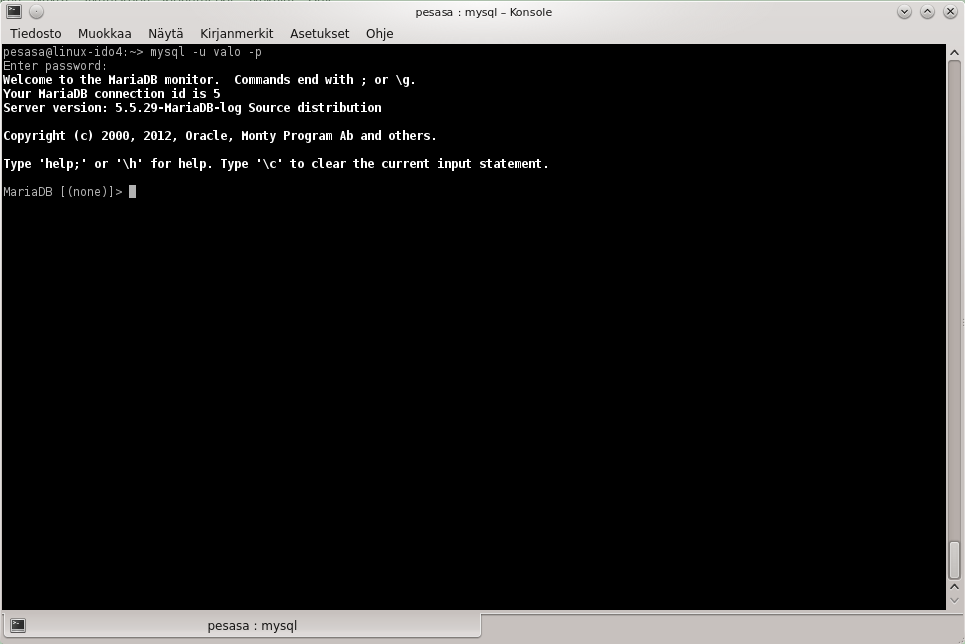 pesasa : mysql – Konsole
Tiedosto Muokkaa Näytä Kirjanmerkit Asetukset Ohje
pesasa@linux-ido4:~> mysql -u valo -p
Enter password:
Welcome to the MariaDB monitor.  Commands end with ; or \g.
Your MariaDB connection id is 5
Server version: 5.5.29-MariaDB-log Source distribution
Copyright (c) 2000, 2012, Oracle, Monty Program Ab and others.
Type 'help;' or '\h' for help. Type '\c' to clear the current input statement.
MariaDB [(none)]>
pesasa : mysql